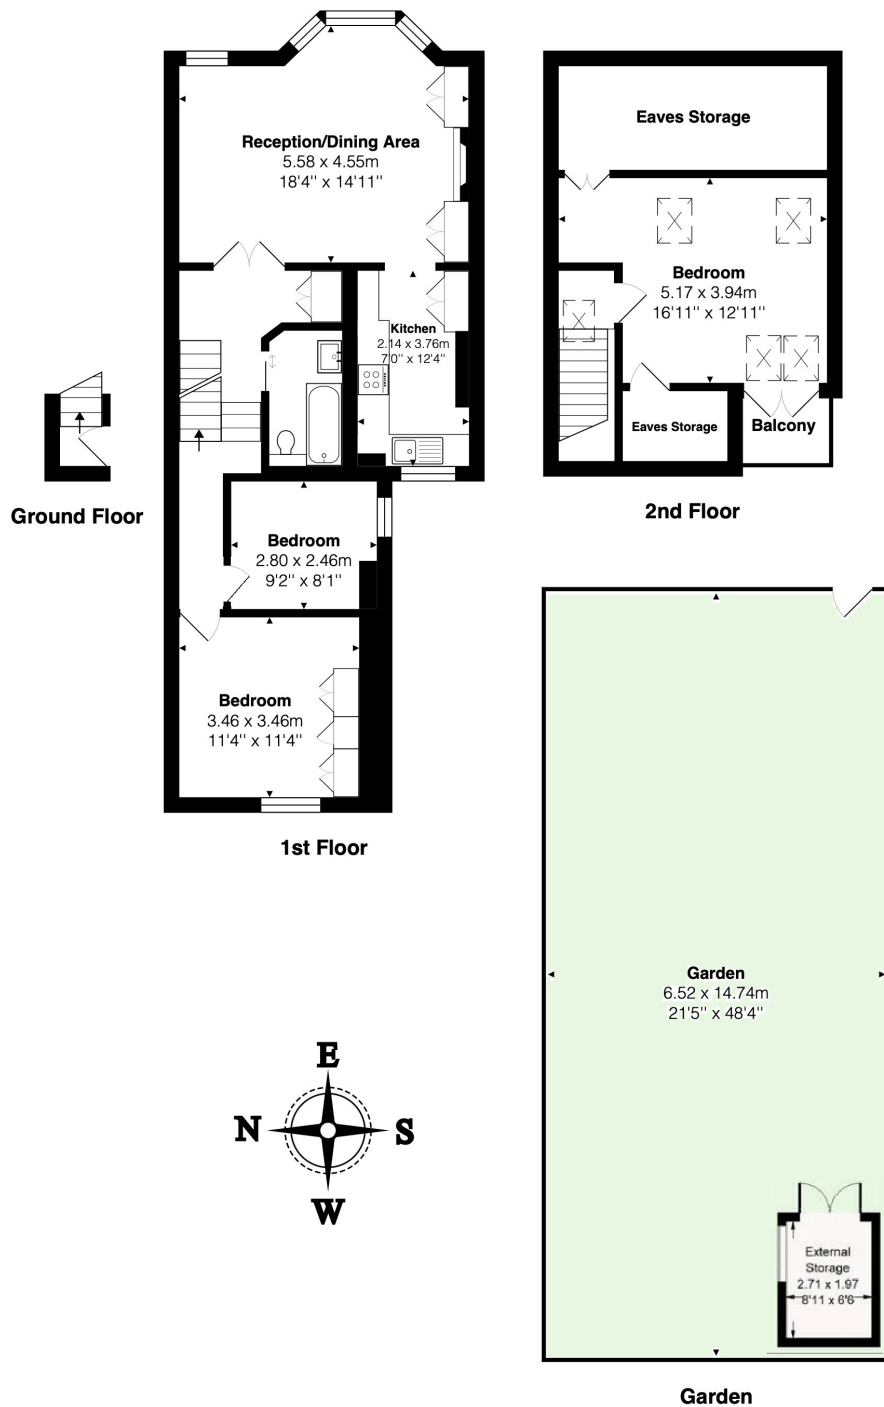 Reception/Dining Area
5.58 x 4.55m
18'4'' x 14'11''
Kitchen
2.14 x 3.76m
7'0'' x 12'4''
Ground Floor
Bedroom
2.80 x 2.46m
9'2'' x 8'1''
Bedroom
3.46 x 3.46m
11'4'' x 11'4''
1st Floor
Eaves Storage
Bedroom
5.17 x 3.94m
16'11'' x 12'11''
Eaves Storage
Balcony
2nd Floor
Garden
6.52 x 14.74m
21'5'' x 48'4''
E
N
S
W
External
Storage
2.71 x 1.97
8'11 x 6'6
Garden